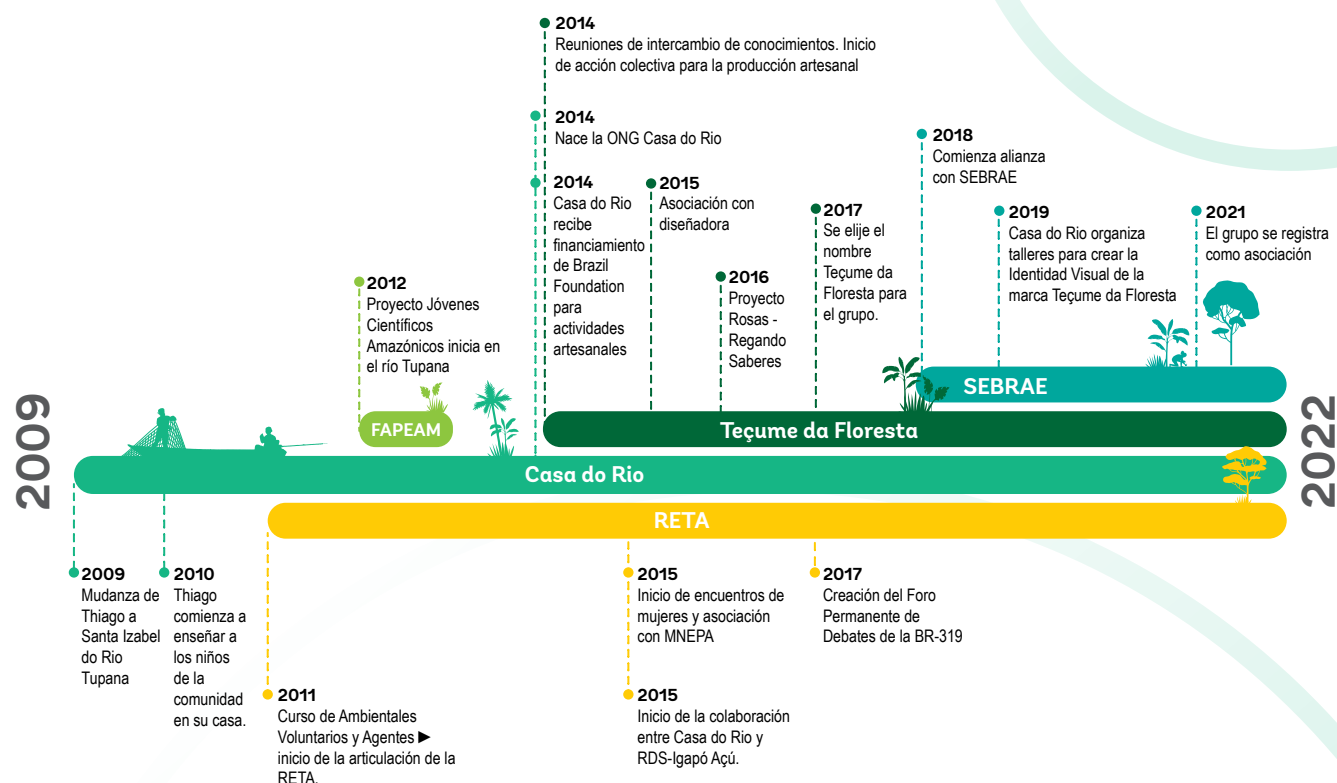 2014
Reuniones de intercambio de conocimientos. Inicio
de acción colectiva para la producción artesanal
2014
Nace la ONG Casa do Rio
2014
Casa do Rio
recibe
financiamiento
de Brazil
Foundation
para
actividades
artesanales
2015
Asociación con
diseñadora
2016
Proyecto
Rosas -
Regando
Saberes
2017
Se elije el
nombre
Teçume da
Floresta para
el grupo.
2018
Comienza alianza
con SEBRAE
2019
Casa do Rio organiza
talleres para crear la
Identidad Visual de la
marca Teçume da Floresta
2021
El grupo se registra
como asociación
2012
Proyecto Jóvenes
Científicos
Amazónicos inicia en
el río Tupana
SEBRAE
FAPEAM
Teçume da Floresta
2009
Casa do Rio
2022
RETA
2009
Mudanza de
Thiago a
Santa Izabel
do Rio
Tupana
2010
Thiago
comienza a
enseñar a
los niños
de la
comunidad
en su casa.
2011
Curso de Ambientales
Voluntarios y Agentes ►
inicio de la articulación de la
RETA.
2015
Inicio de encuentros de
mujeres y asociación
con MNEPA
2015
Inicio de la colaboración
entre Casa do Rio y
RDS-Igapó Açú.
2017
Creación del Foro
Permanente de
Debates de la BR-319